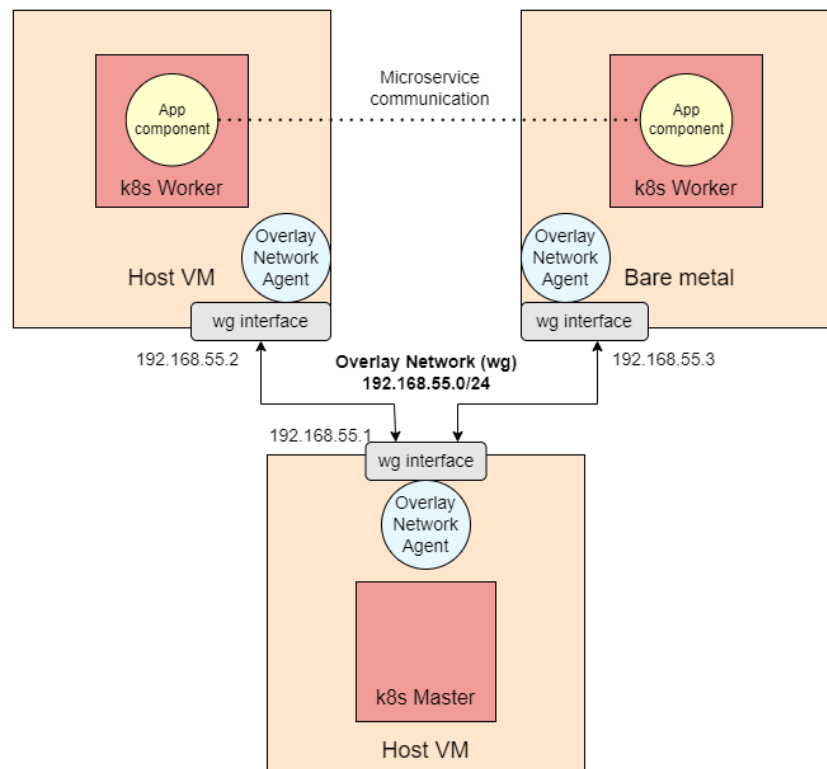 Microservice
communication
App
component
App
component
k8s Worker
k8s Worker
Overlay
Network
Agent
Overlay
Network
Agent
Host VM
Bare metal
wg interface
wg interface
192.168.55.2
Overlay Network (wg)
192.168.55.0/24
192.168.55.3
192.168.55.1
wg interface
Overlay
Network
Agent
k8s Master
Host VM